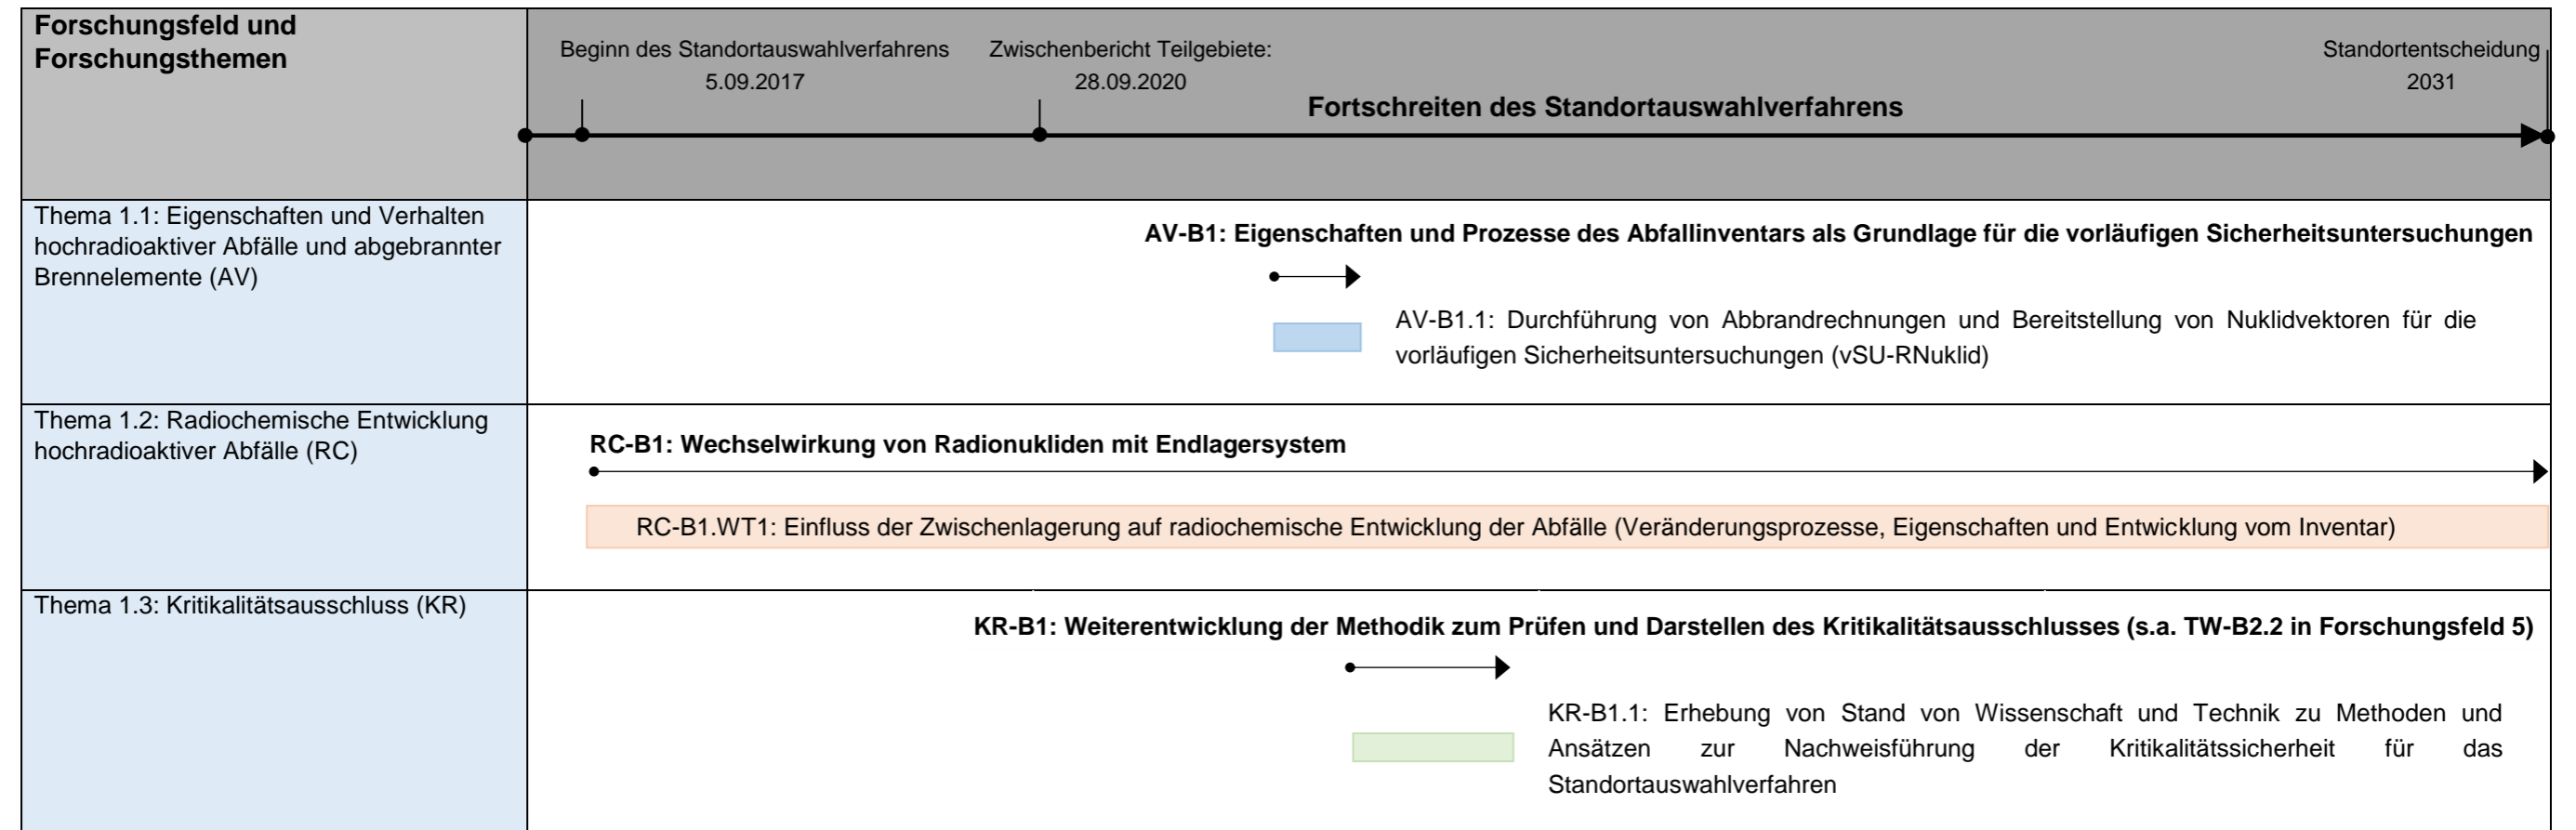 Forschungsfeld und
Forschungsthemen
Beginn des Standortauswahlverfahrens
5.09.2017
Zwischenbericht Teilgebiete:
28.09.2020
Standortentscheidung
2031
Fortschreiten des Standortauswahlverfahrens
Thema 1.1: Eigenschaften und Verhalten
hochradioaktiver Abfälle und abgebrannter
Brennelemente (AV)
AV-B1: Eigenschaften und Prozesse des Abfallinventars als Grundlage für die vorläufigen Sicherheitsuntersuchungen
AV-B1.1: Durchführung von Abbrandrechnungen und Bereitstellung von Nuklidvektoren für die
vorläufigen Sicherheitsuntersuchungen (vSU-RNuklid)
Thema 1.2: Radiochemische Entwicklung
hochradioaktiver Abfälle (RC)
RC-B1: Wechselwirkung von Radionukliden mit Endlagersystem
RC-B1.WT1: Einfluss der Zwischenlagerung auf radiochemische Entwicklung der Abfälle (Veränderungsprozesse, Eigenschaften und Entwicklung vom Inventar)
Thema 1.3: Kritikalitätsausschluss (KR)
KR-B1: Weiterentwicklung der Methodik zum Prüfen und Darstellen des Kritikalitätsausschlusses (s.a. TW-B2.2 in Forschungsfeld 5)
KR-B1.1: Erhebung von Stand von Wissenschaft und Technik zu Methoden und
Ansätzen zur Nachweisführung der Kritikalitätssicherheit für das
Standortauswahlverfahren